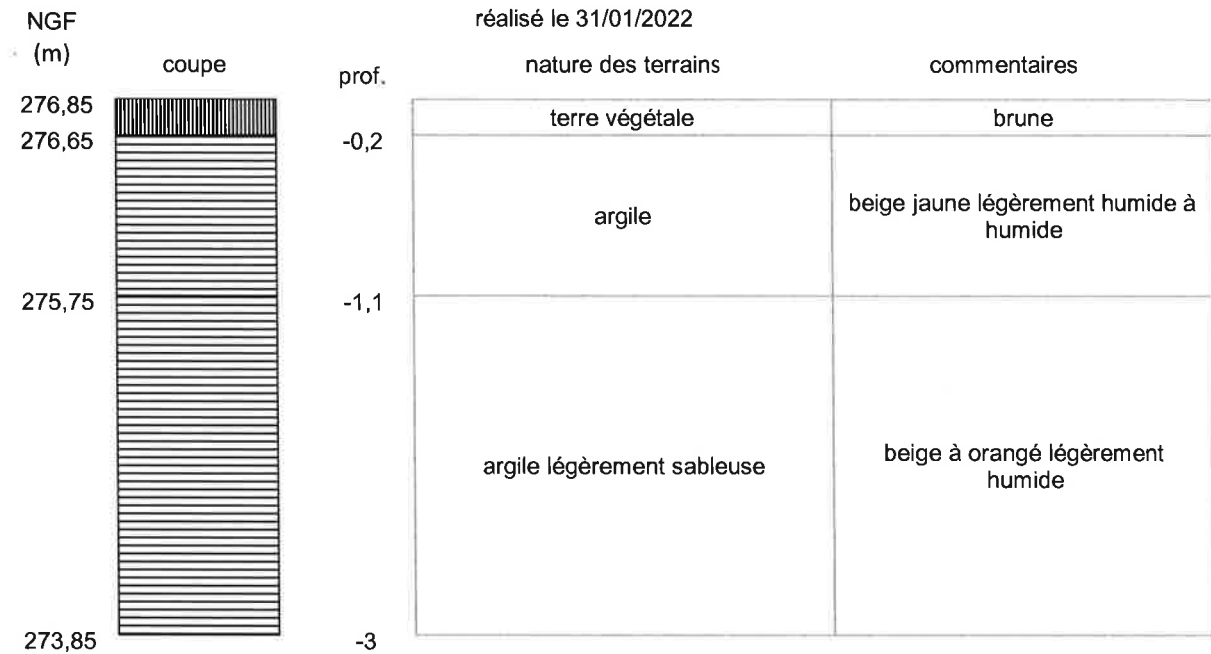 NGF
(m)
réalisé le 31/01/2022
coupe
prof.
nature des terrains
commentaires
276,85
terre végétale
brune
276,65
-0,2
argile
beige jaune légèrement humide à
humide
275,75
-1,1
argile légèrement sableuse
beige à orangé légèrement
humide
273,85
-3